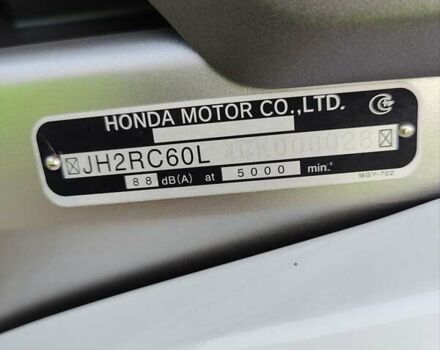 HONDA MOTOR CO.,LTD.
JH2RC60L
88 dB(A) at 5000 min.⁻¹
MGY-702